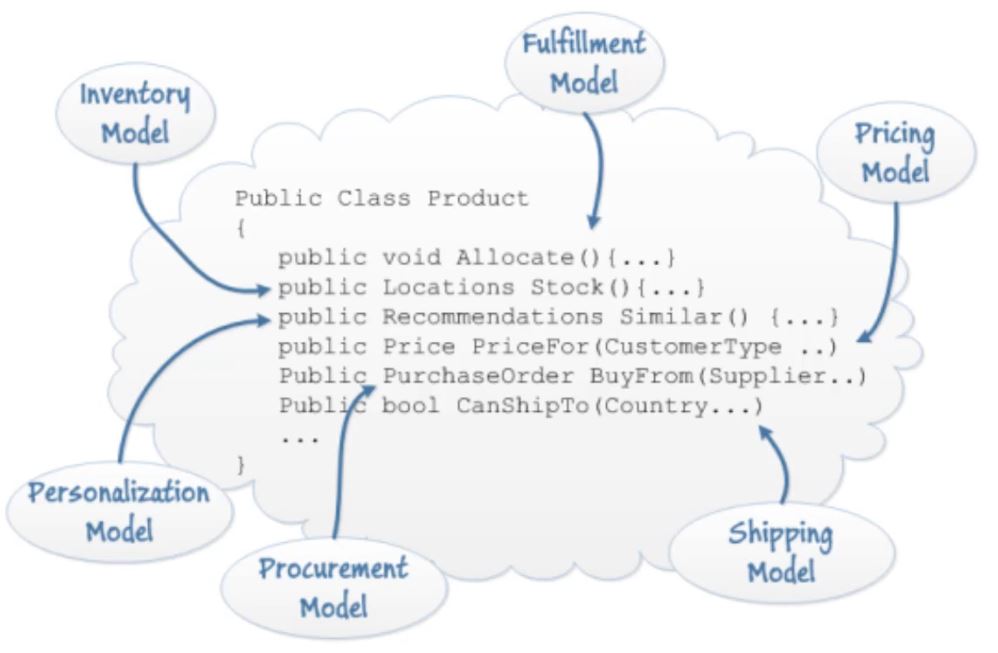 Fulfillment
Model
Inventory
Model
Pricing
Model
Public Class Product
{
public void Allocate(){...}
public Locations Stock(){...}
public Recommendations Similar() {...}
public Price PriceFor(CustomerType ..)
Public PurchaseOrder BuyFrom(Supplier..)
Public bool CanShipTo(Country...)
...
}
Personalization
Model
Procurement
Model
Shipping
Model